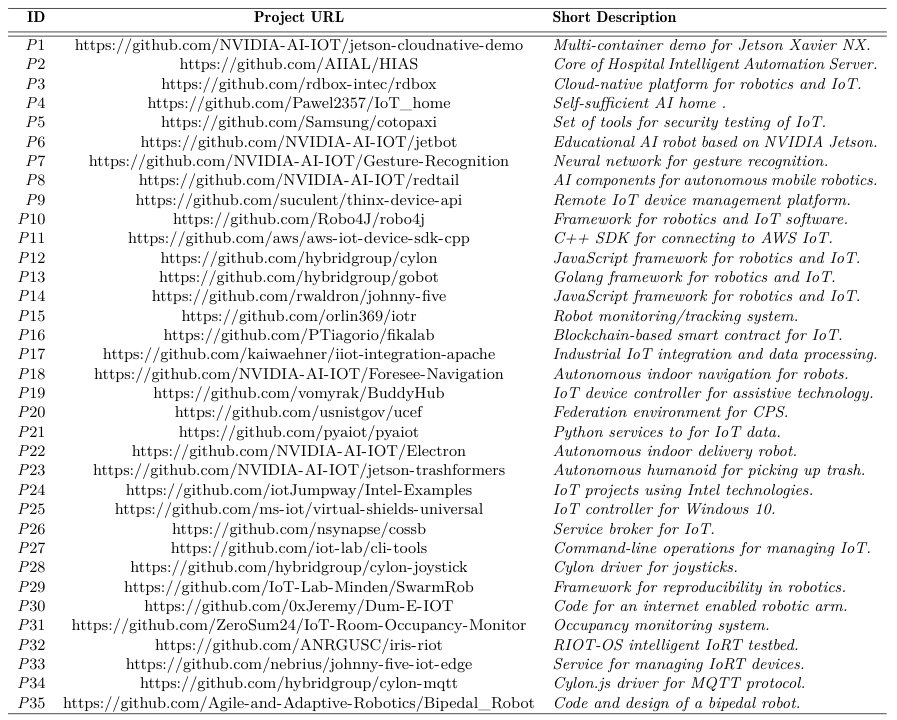 ID Project URL Short Description
P1 https://github.com/NVIDIA-AI-IOT/jetson-cloudnative-demo Multi-container demo for Jetson Xavier NX.
P2 https://github.com/AIIAL/HIAS Core of Hospital Intelligent Automation Server.
P3 https://github.com/rdbox-intec/rdbox Cloud-native platform for robotics and IoT.
P4 https://github.com/Pawel2357/IoT_home Self-sufficient AI home .
P5 https://github.com/Samsung/cotopaxi Set of tools for security testing of IoT.
P6 https://github.com/NVIDIA-AI-IOT/jetbot Educational AI robot based on NVIDIA Jetson.
P7 https://github.com/NVIDIA-AI-IOT/Gesture-Recognition Neural network for gesture recognition.
P8 https://github.com/NVIDIA-AI-IOT/redtail AI components for autonomous mobile robotics.
P9 https://github.com/suculent/thinx-device-api Remote IoT device management platform.
P10 https://github.com/Robo4J/robo4j Framework for robotics and IoT software.
P11 https://github.com/aws/aws-iot-device-sdk-cpp C++ SDK for connecting to AWS IoT.
P12 https://github.com/hybridgroup/cylon JavaScript framework for robotics and IoT.
P13 https://github.com/hybridgroup/gobot Golang framework for robotics and IoT.
P14 https://github.com/rwaldron/johnny-five JavaScript framework for robotics and IoT.
P15 https://github.com/orlin369/iotr Robot monitoring/tracking system.
P16 https://github.com/PTiagorio/fikalab Blockchain-based smart contract for IoT.
P17 https://github.com/kaiwaehner/iiot-integration-apache Industrial IoT integration and data processing.
P18 https://github.com/NVIDIA-AI-IOT/Foresee-Navigation Autonomous indoor navigation for robots.
P19 https://github.com/vomyrak/BuddyHub IoT device controller for assistive technology.
P20 https://github.com/usnistgov/ucef Federation environment for CPS.
P21 https://github.com/pyaiot/pyaiot Python services to for IoT data.
P22 https://github.com/NVIDIA-AI-IOT/Electron Autonomous indoor delivery robot.
P23 https://github.com/NVIDIA-AI-IOT/jetson-trashformers Autonomous humanoid for picking up trash.
P24 https://github.com/iotJumpway/Intel-Examples IoT projects using Intel technologies.
P25 https://github.com/ms-iot/virtual-shields-universal IoT controller for Windows 10.
P26 https://github.com/nsynapse/cossb Service broker for IoT.
P27 https://github.com/iot-lab/cli-tools Command-line operations for managing IoT.
P28 https://github.com/hybridgroup/cylon-joystick Cylon driver for joysticks.
P29 https://github.com/IoT-Lab-Minden/SwarmRob Framework for reproducibility in robotics.
P30 https://github.com/0xJeremy/Dum-E-IOT Code for an internet enabled robotic arm.
P31 https://github.com/ZeroSum24/IoT-Room-Occupancy-Monitor Occupancy monitoring system.
P32 https://github.com/ANRGUSC/iris-riot RIOT-OS intelligent IoRT testbed.
P33 https://github.com/nebrius/johnny-five-iot-edge Service for managing IoRT devices.
P34 https://github.com/hybridgroup/cylon-mqtt Cylon.js driver for MQTT protocol.
P35 https://github.com/Agile-and-Adaptive-Robotics/Bipedal_Robot Code and design of a bipedal robot.